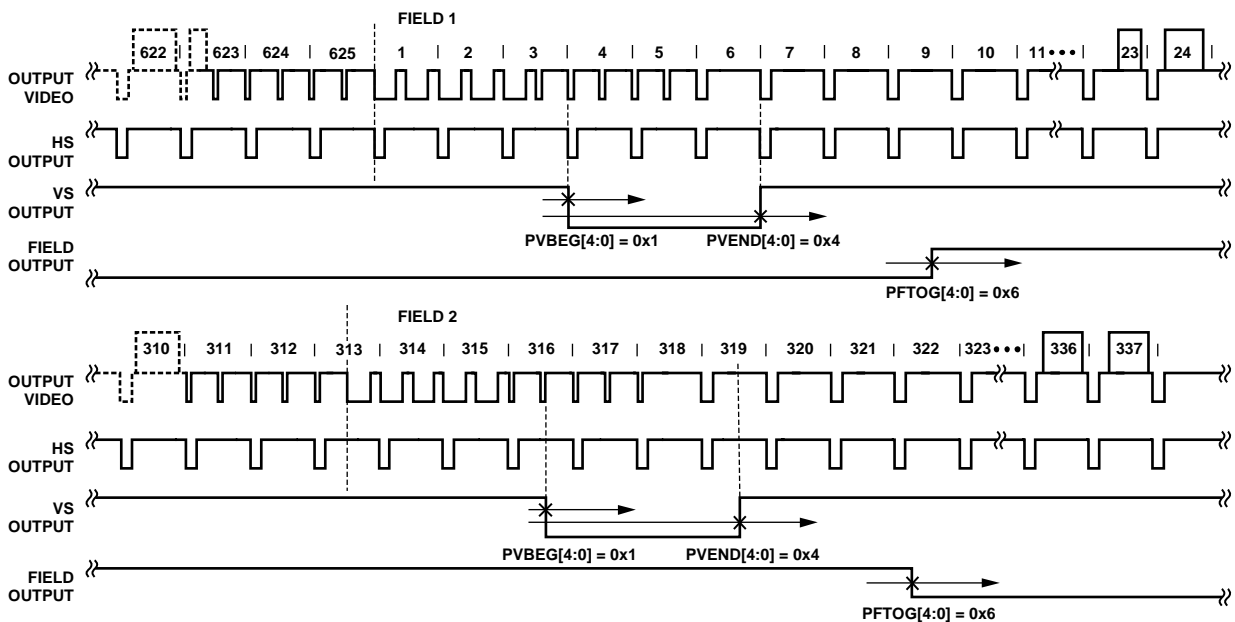 FIELD 1
622 | 623 | 624 | 625 | 1 | 2 | 3 | 4 | 5 | 6 | 7 | 8 | 9 | 10 | 11••• 23 24 |
OUTPUT
VIDEO
HS
OUTPUT
VS
OUTPUT
PVBEG[4:0] = 0x1
PVEND[4:0] = 0x4
FIELD
OUTPUT
PFTOG[4:0] = 0x6
FIELD 2
310 | 311 | 312 | 313 | 314 | 315 | 316 | 317 | 318 | 319 | 320 | 321 | 322 | 323••• | 336 | 337 |
OUTPUT
VIDEO
HS
OUTPUT
VS
OUTPUT
PVBEG[4:0] = 0x1
PVEND[4:0] = 0x4
FIELD
OUTPUT
PFTOG[4:0] = 0x6